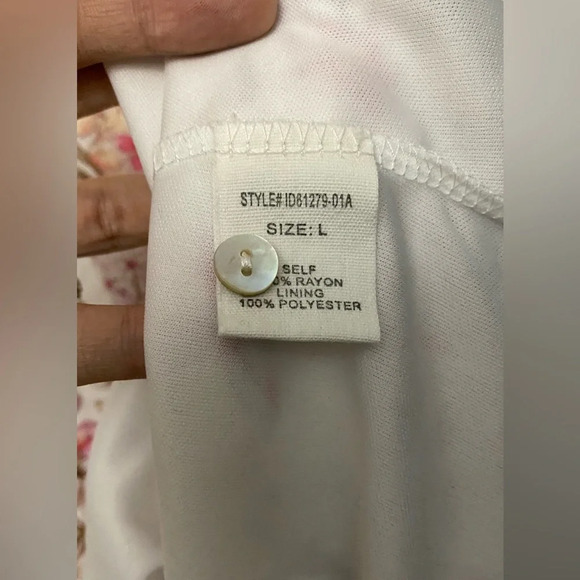 STYLE# ID61279-01A
SIZE: L
SELF
0% RAYON
LINING
100% POLYESTER